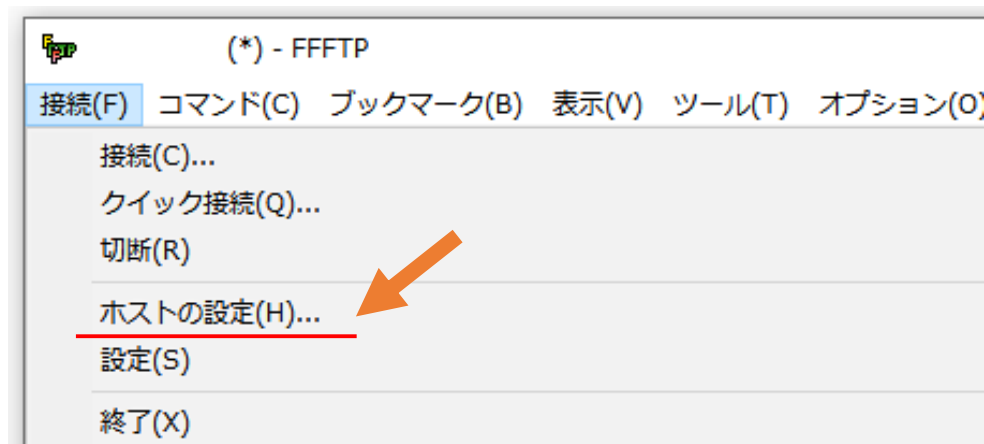 (*) - FFFTP
接続(F) コマンド(C) ブックマーク(B) 表示(V) ツール(T) オプション(O)
接続(C)...
クイック接続(Q)...
切断(R)
ホストの設定(H)...
設定(S)
終了(X)